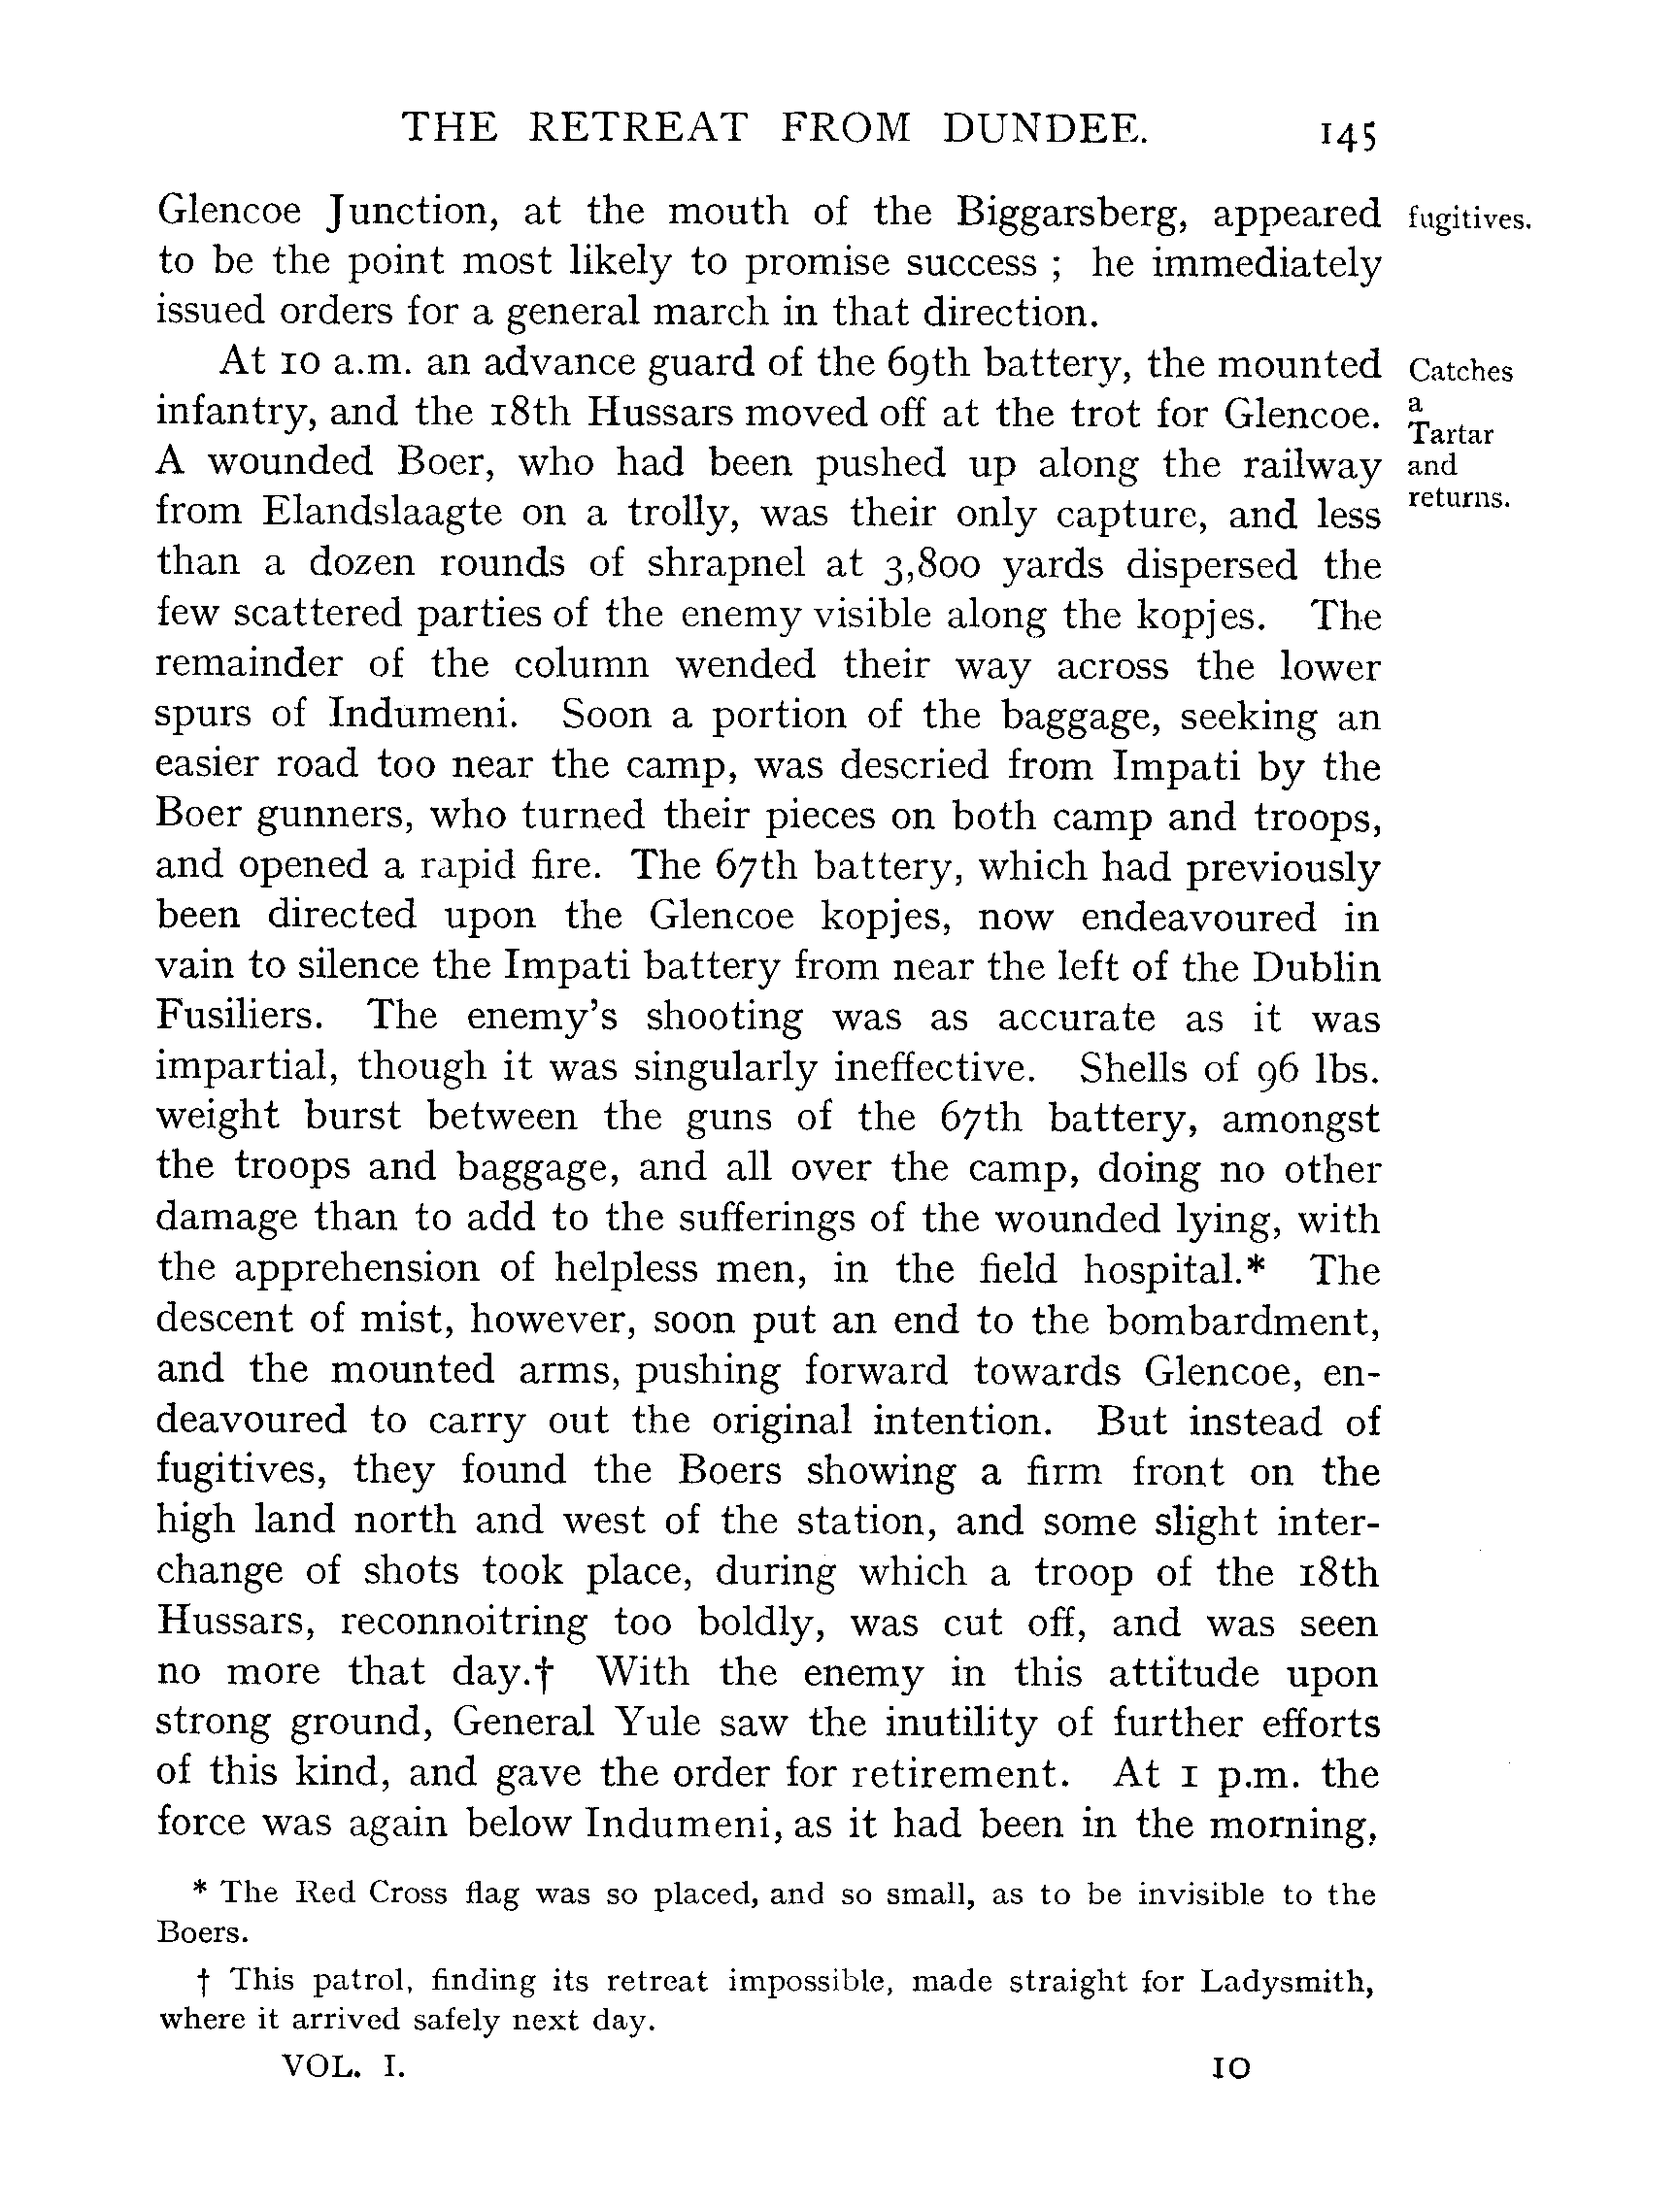 THE RETREAT FROM DUNDEE. 145
Glencoe Junction, at the mouth of the Biggarsberg, appeared fugitives.
to be the point most likely to promise success ; he immediately
issued orders for a general march in that direction.
At 10 a.m. an advance guard of the 69th battery, the mounted Catches
infantry, and the 18th Hussars moved off at the trot for Glencoe. a
Tartar
A wounded Boer, who had been pushed up along the railway and
from Elandslaagte on a trolly, was their only capture, and less returns.
than a dozen rounds of shrapnel at 3,800 yards dispersed the
few scattered parties of the enemy visible along the kopjes. The
remainder of the column wended their way across the lower
spurs of Indumeni. Soon a portion of the baggage, seeking an
easier road too near the camp, was descried from Impati by the
Boer gunners, who turned their pieces on both camp and troops,
and opened a rapid fire. The 67th battery, which had previously
been directed upon the Glencoe kopjes, now endeavoured in
vain to silence the Impati battery from near the left of the Dublin
Fusiliers. The enemy's shooting was as accurate as it was
impartial, though it was singularly ineffective. Shells of 96 lbs.
weight burst between the guns of the 67th battery, amongst
the troops and baggage, and all over the camp, doing no other
damage than to add to the sufferings of the wounded lying, with
the apprehension of helpless men, in the field hospital.* The
descent of mist, however, soon put an end to the bombardment,
and the mounted arms, pushing forward towards Glencoe, en-
deavoured to carry out the original intention. But instead of
fugitives, they found the Boers showing a firm front on the
high land north and west of the station, and some slight inter-
change of shots took place, during which a troop of the 18th
Hussars, reconnoitring too boldly, was cut off, and was seen
no more that day.† With the enemy in this attitude upon
strong ground, General Yule saw the inutility of further efforts
of this kind, and gave the order for retirement. At 1 p.m. the
force was again below Indumeni, as it had been in the morning,
* The Red Cross flag was so placed, and so small, as to be invisible to the
Boers.
† This patrol, finding its retreat impossible, made straight for Ladysmith,
where it arrived safely next day.
VOL. I. 10